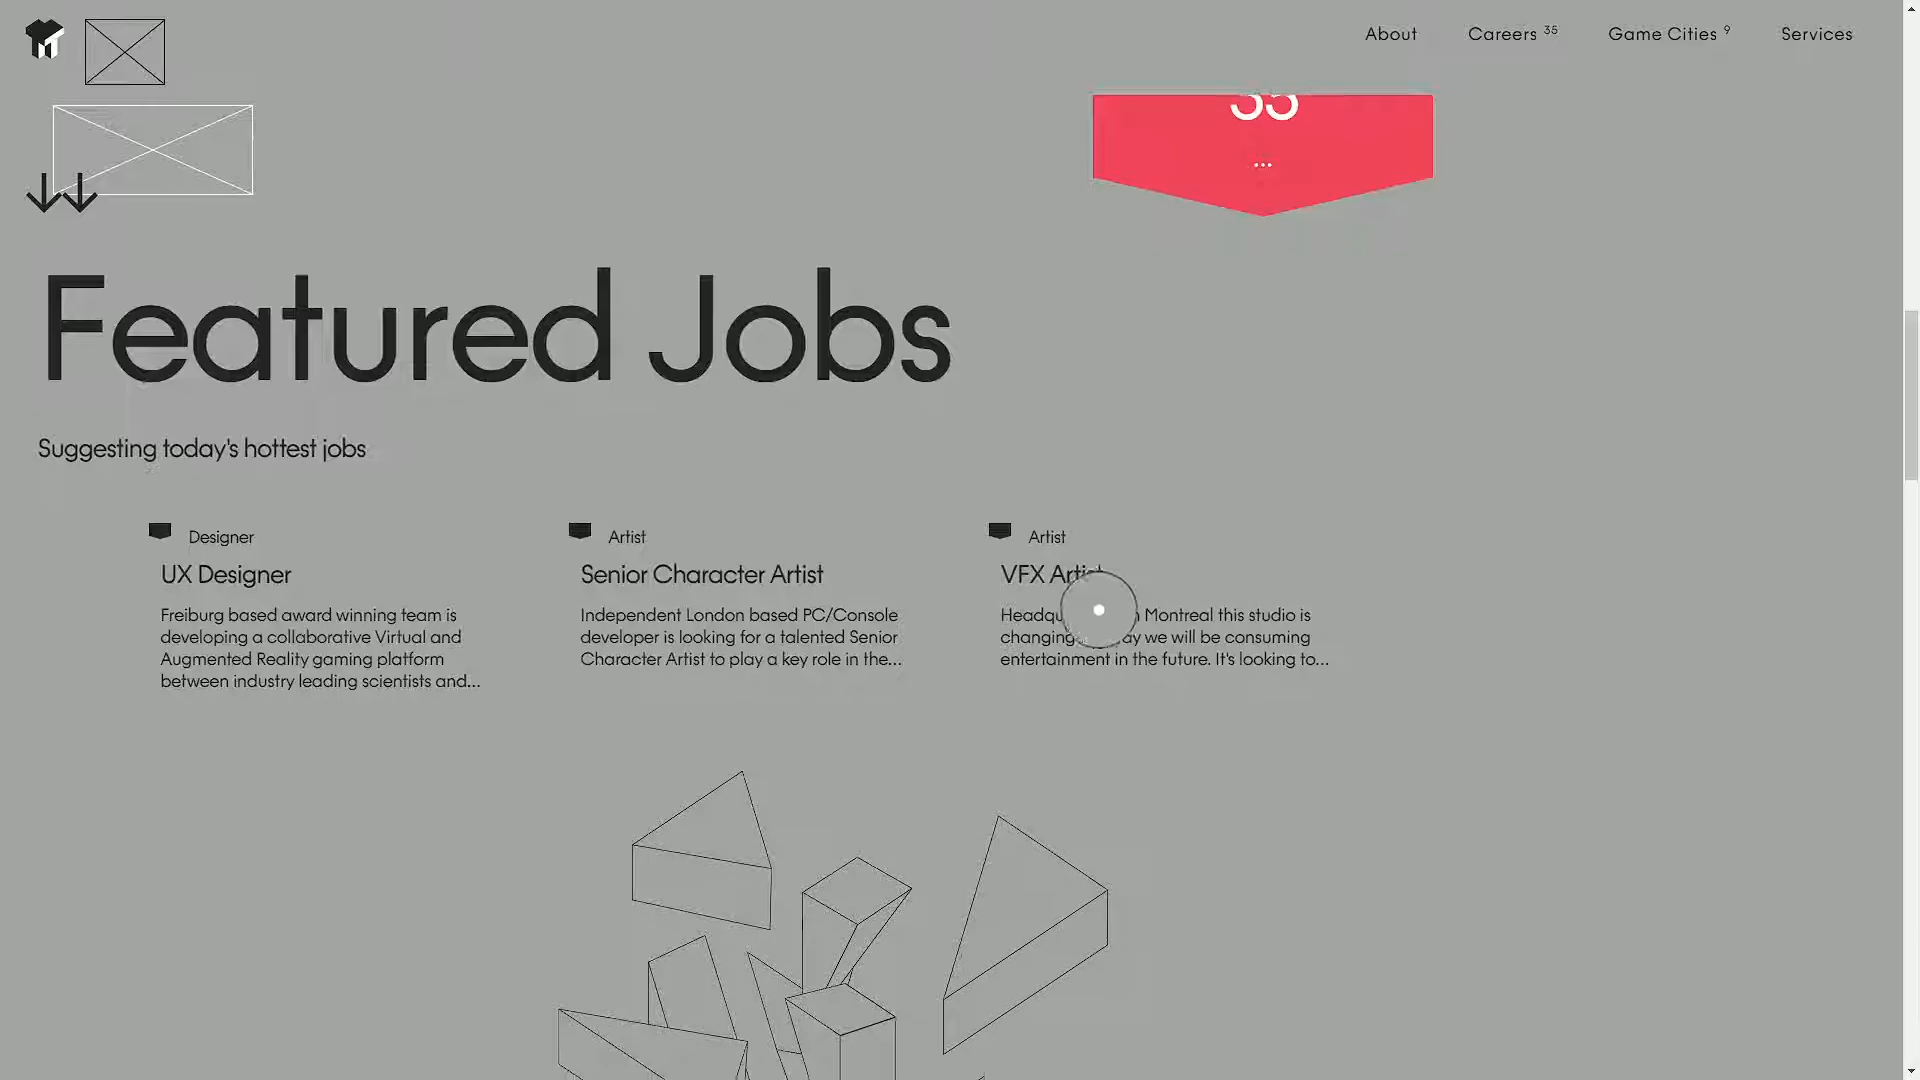 About
Careers 35
Game Cities 9
Services
35
...
Featured Jobs
Suggesting today's hottest jobs
Designer
UX Designer
Freiburg based award winning team is
developing a collaborative Virtual and
Augmented Reality gaming platform
between industry leading scientists and...
Artist
Senior Character Artist
Independent London based PC/Console
developer is looking for a talented Senior
Character Artist to play a key role in the...
Artist
VFX Artist
Montreal this studio is
changing we will be consuming
entertainment in the future. It's looking to...